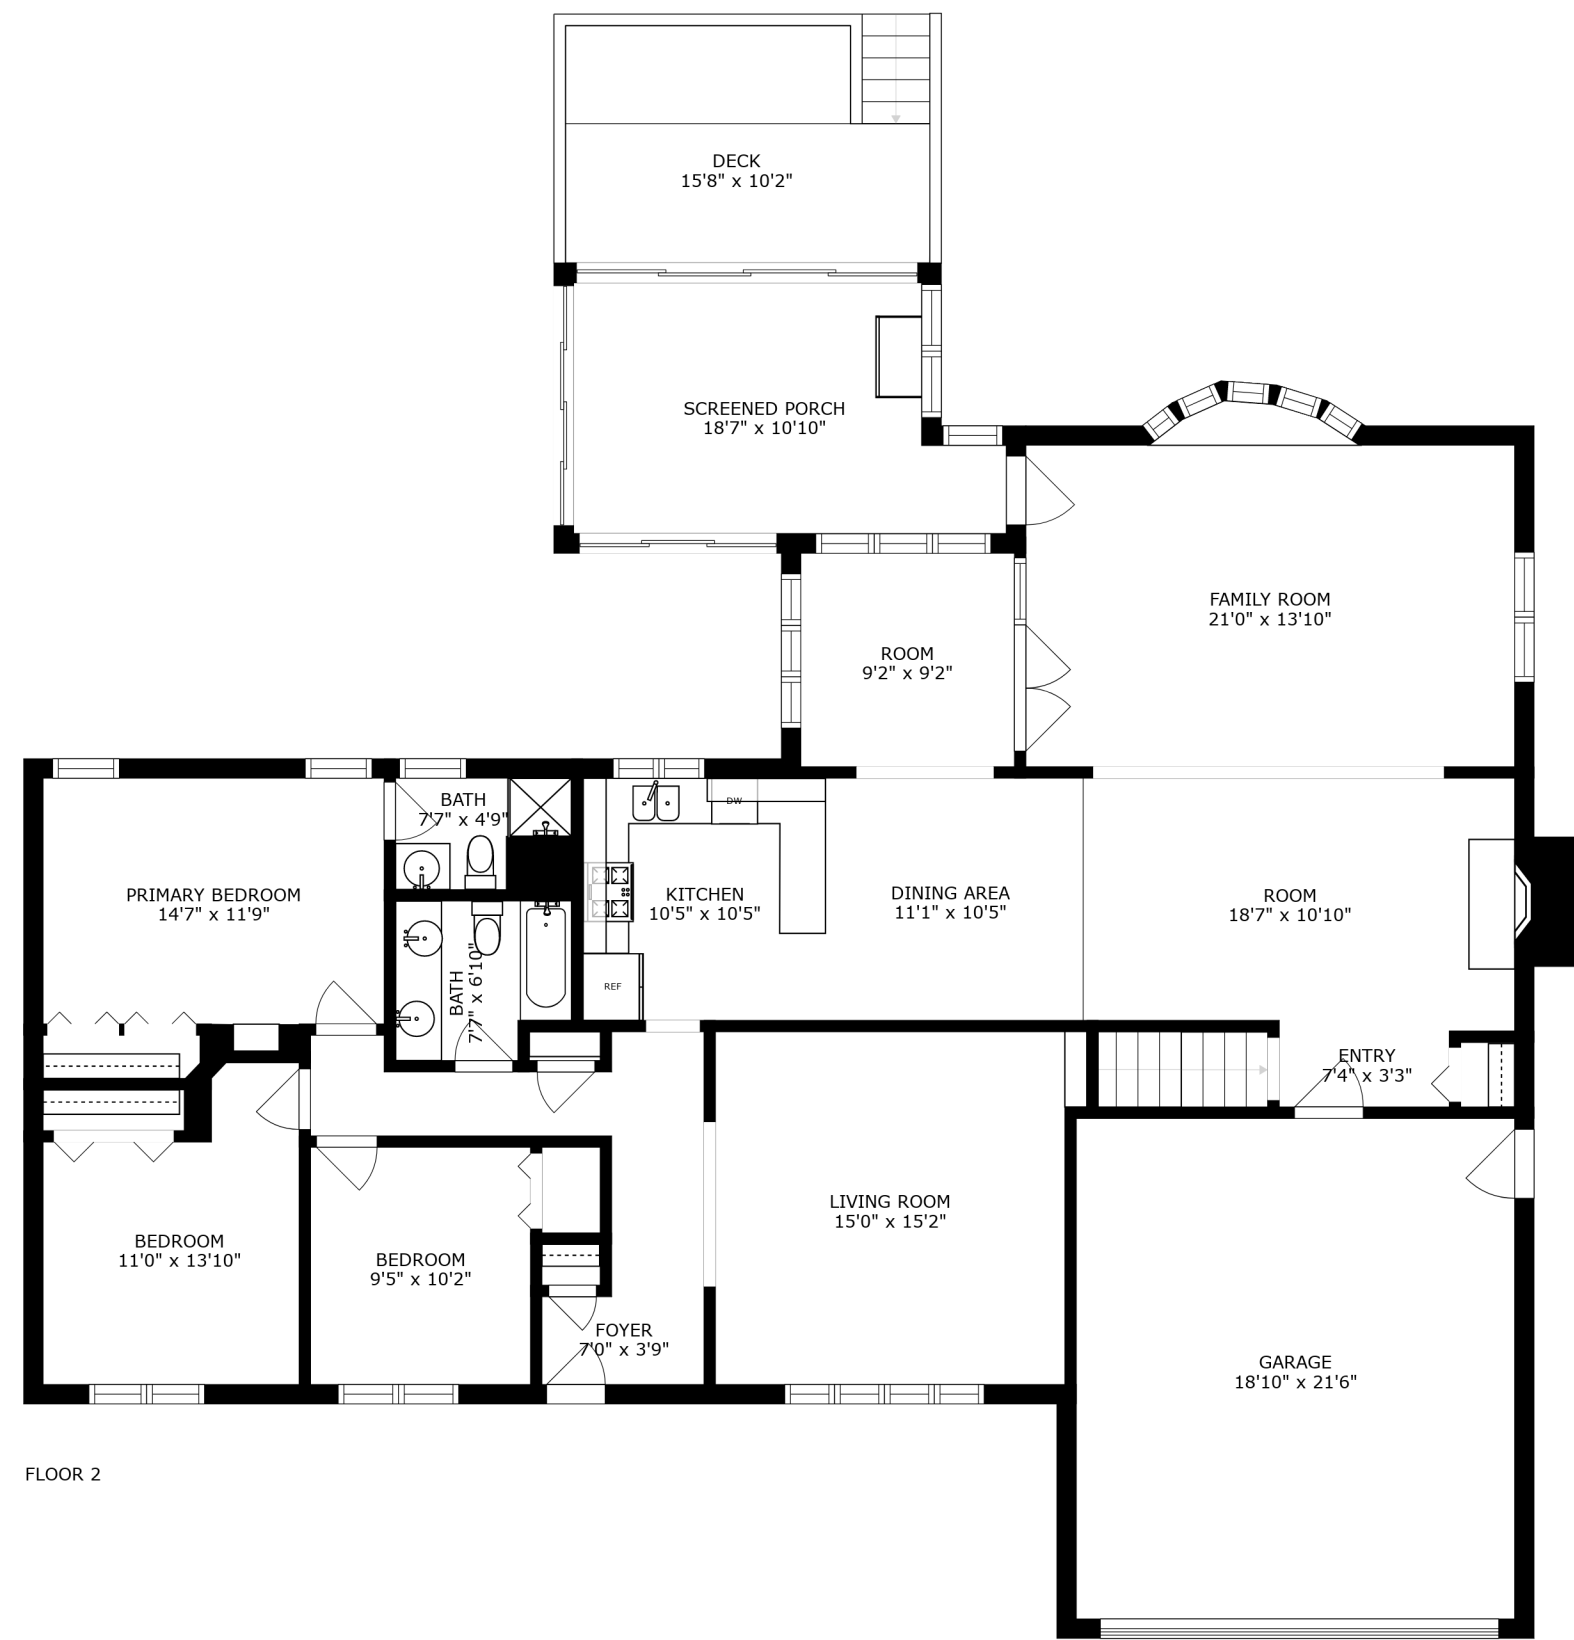 DECK
15'8" x 10'2"
SCREENED PORCH
18'7" x 10'10"
FAMILY ROOM
21'0" x 13'10"
ROOM
9'2" x 9'2"
BATH
7'7" x 4'9"
DW
PRIMARY BEDROOM
14'7" x 11'9"
KITCHEN
10'5" x 10'5"
DINING AREA
11'1" x 10'5"
ROOM
18'7" x 10'10"
BATH
7'7" x 6'10"
REF
ENTRY
7'4" x 3'3"
LIVING ROOM
15'0" x 15'2"
BEDROOM
11'0" x 13'10"
BEDROOM
9'5" x 10'2"
FOYER
7'0" x 3'9"
GARAGE
18'10" x 21'6"
FLOOR 2